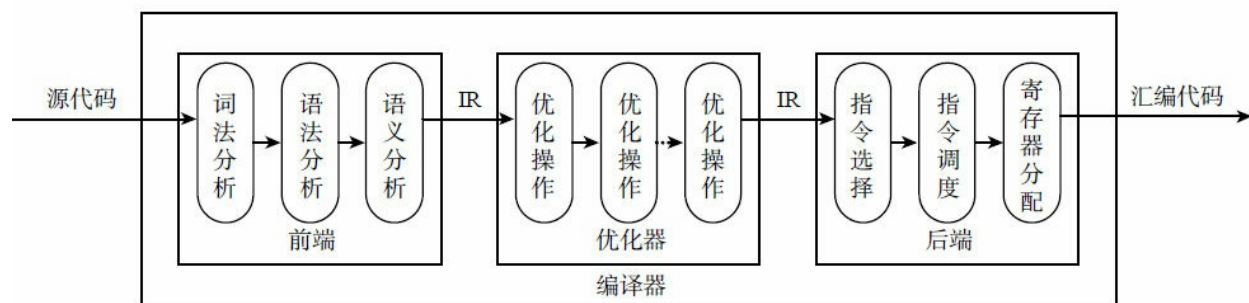 源代码
词法分析
语法分析
语义分析
前端
IR
优化操作
优化操作
优化操作
优化器
IR
指令选择
指令调度
寄存器分配
后端
汇编代码
编译器